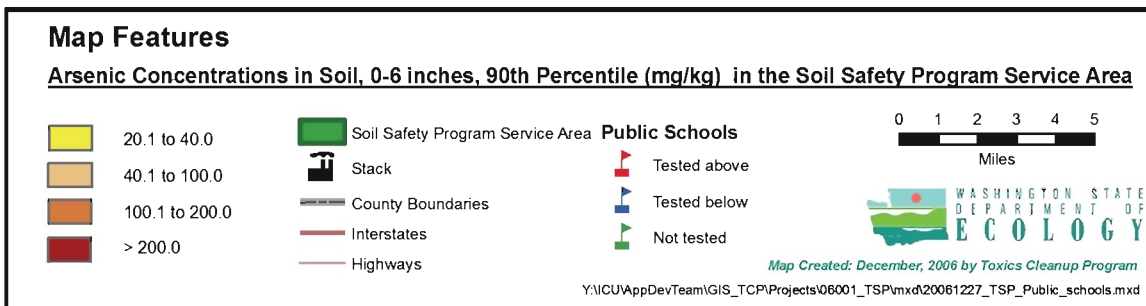 Map Features
Arsenic Concentrations in Soil, 0-6 inches, 90th Percentile (mg/kg) in the Soil Safety Program Service Area
20.1 to 40.0
40.1 to 100.0
100.1 to 200.0
> 200.0
Soil Safety Program Service Area
Stack
County Boundaries
Interstates
Highways
Public Schools
Tested above
Tested below
Not tested
0 1 2 3 4 5
Miles
WASHINGTON STATE
DEPARTMENT OF
ECOLOGY
Map Created: December, 2006 by Toxics Cleanup Program
Y:\ICU\AppDevTeam\GIS_TCP\Projects\06001_TSP\mxd\20061227_TSP_Public_schools.mxd